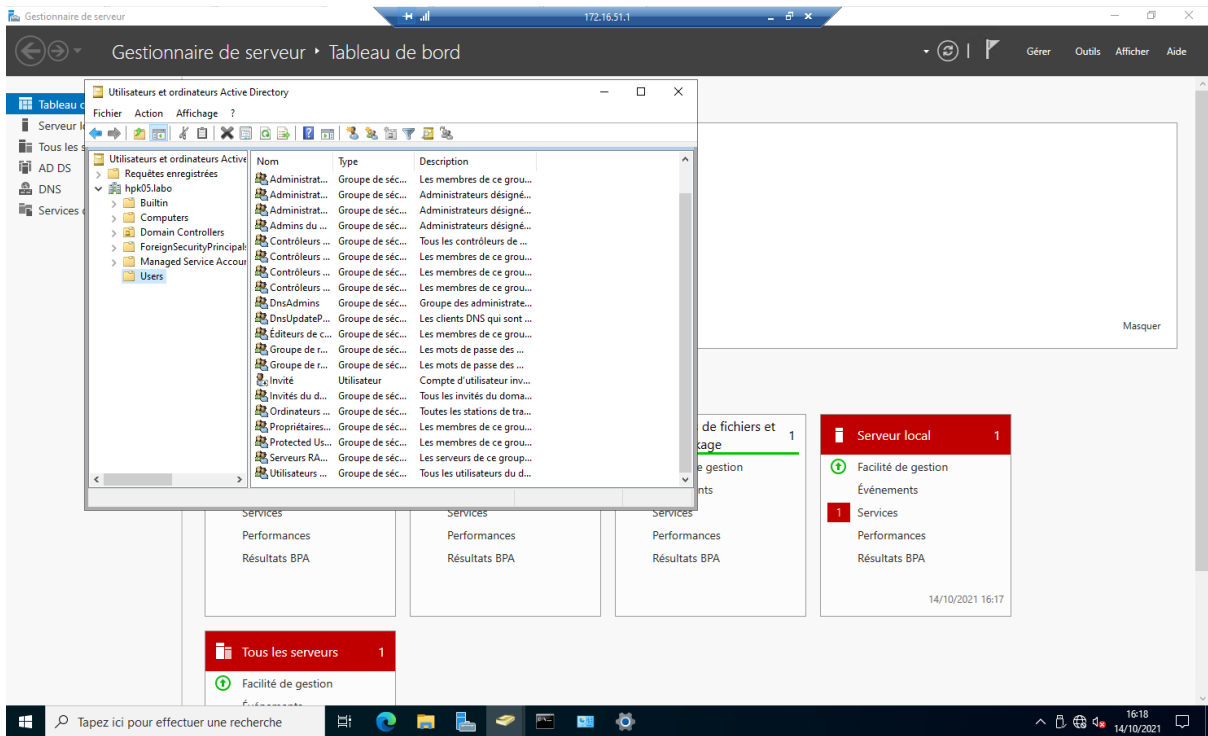 Gestionnaire de serveur
172.16.51.1
Gestionnaire de serveur ‣ Tableau de bord
Gérer Outils Afficher Aide
Tableau d
Serveur l
Tous les s
AD DS
DNS
Services d
Utilisateurs et ordinateurs Active Directory
Fichier Action Affichage ?
Utilisateurs et ordinateurs Active
Requêtes enregistrées
hpk05.labo
Builtin
Computers
Domain Controllers
ForeignSecurityPrincipals
Managed Service Accour
Users
Nom Type Description
Administrat... Groupe de séc... Les membres de ce grou...
Administrat... Groupe de séc... Administrateurs désigné...
Administrat... Groupe de séc... Administrateurs désigné...
Admins du ... Groupe de séc... Administrateurs désigné...
Contrôleurs ... Groupe de séc... Tous les contrôleurs de ...
Contrôleurs ... Groupe de séc... Les membres de ce grou...
Contrôleurs ... Groupe de séc... Les membres de ce grou...
Contrôleurs ... Groupe de séc... Les membres de ce grou...
DnsAdmins Groupe de séc... Groupe des administrate...
DnsUpdateP... Groupe de séc... Les clients DNS qui sont ...
Éditeurs de c... Groupe de séc... Les membres de ce grou...
Groupe de r... Groupe de séc... Les mots de passe des ...
Groupe de r... Groupe de séc... Les mots de passe des ...
Invité Utilisateur Compte d'utilisateur inv...
Invités du d... Groupe de séc... Tous les invités du doma...
Ordinateurs ... Groupe de séc... Toutes les stations de tra...
Propriétaires... Groupe de séc... Les membres de ce grou...
Protected Us... Groupe de séc... Les membres de ce grou...
Serveurs RA... Groupe de séc... Les serveurs de ce group...
Utilisateurs ... Groupe de séc... Tous les utilisateurs du d...
Masquer
Services
Performances
Résultats BPA
Services
Performances
Résultats BPA
de fichiers et
kage
1
e gestion
nts
Services
Performances
Résultats BPA
Serveur local 1
Facilité de gestion
Événements
1 Services
Performances
Résultats BPA
14/10/2021 16:17
Tous les serveurs 1
Facilité de gestion
Événements
Tapez ici pour effectuer une recherche
16:18
14/10/2021